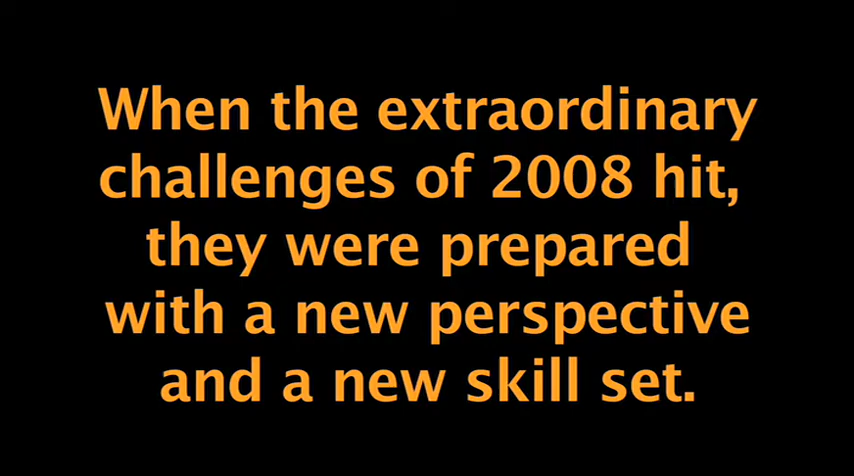 When the extraordinary
challenges of 2008 hit,
they were prepared
with a new perspective
and a new skill set.